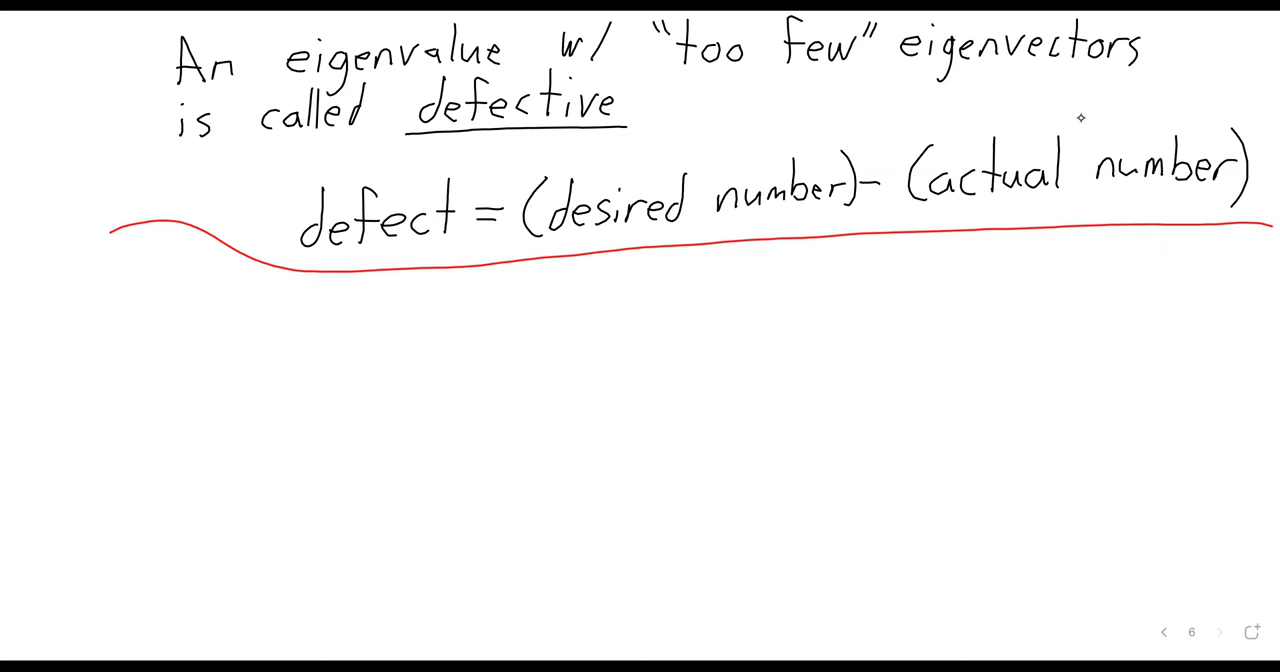 An eigenvalue w/ "too few" eigenvectors
is called defective
defect = (desired number) - (actual number)
6